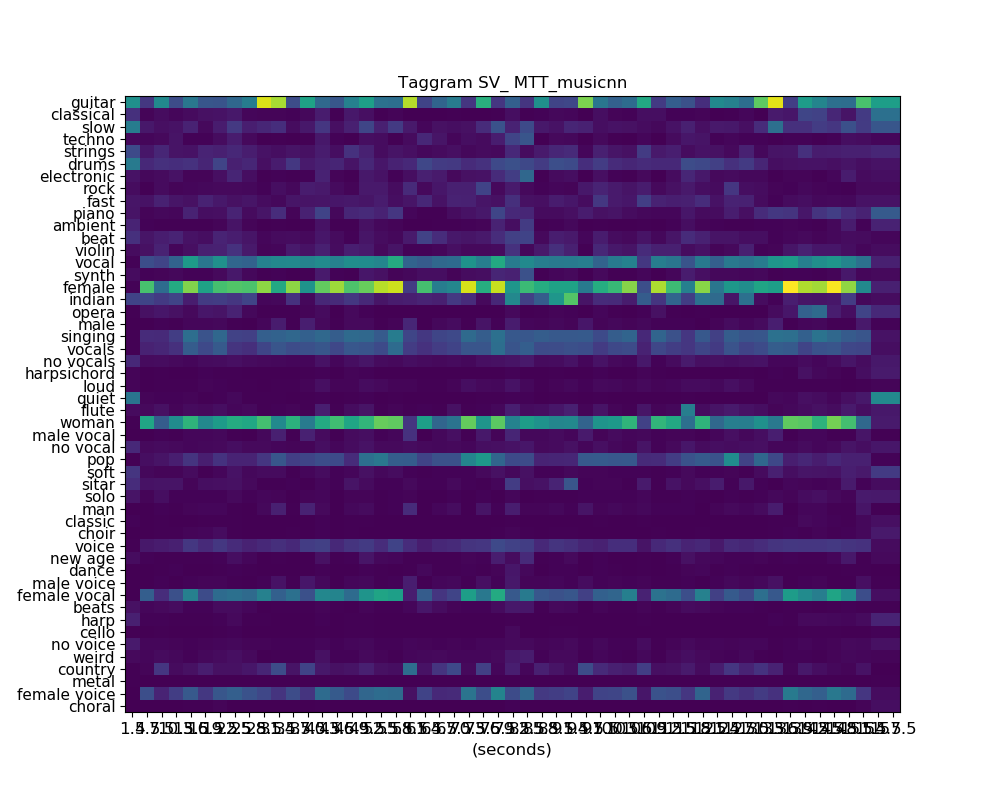 Taggram SV_ MTT_musicnn
guitar
classical
slow
techno
strings
drums
electronic
rock
fast
piano
ambient
beat
violin
vocal
synth
female
indian
opera
male
singing
vocals
no vocals
harpsichord
loud
quiet
flute
woman
male vocal
no vocal
pop
soft
sitar
solo
man
classic
choir
voice
new age
dance
male voice
female vocal
beats
harp
cello
no voice
weird
country
metal
female voice
choral
(seconds)